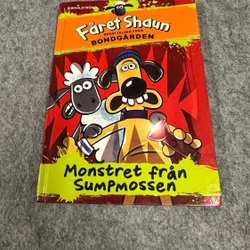 Fåret Shaun
BERÄTTELSER FRÅN
BONDGÅRDEN
Monstret från
Sumpmossen